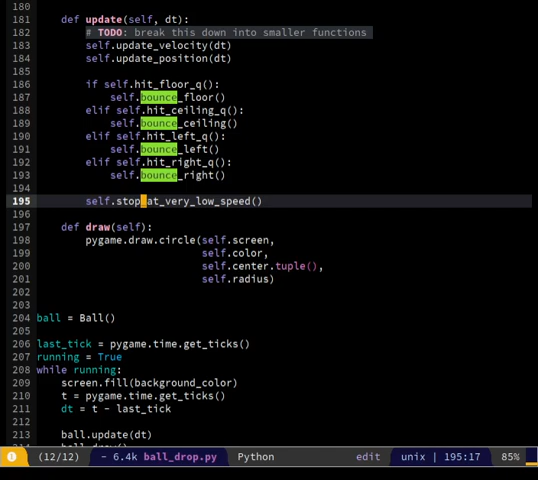 180
181 def update(self, dt):
182 # TODO: break this down into smaller functions
183 self.update_velocity(dt)
184 self.update_position(dt)
185
186 if self.hit_floor_q():
187 self.bounce_floor()
188 elif self.hit_ceiling_q():
189 self.bounce_ceiling()
190 elif self.hit_left_q():
191 self.bounce_left()
192 elif self.hit_right_q():
193 self.bounce_right()
194
195 self.stop_at_very_low_speed()
196
197 def draw(self):
198 pygame.draw.circle(self.screen,
199 self.color,
200 self.center.tuple(),
201 self.radius)
202
203
204 ball = Ball()
205
206 last_tick = pygame.time.get_ticks()
207 running = True
208 while running:
209 screen.fill(background_color)
210 t = pygame.time.get_ticks()
211 dt = t - last_tick
212
213 ball.update(dt)
214 ball.draw()
(12/12) - 6.4k ball_drop.py Python edit unix | 195:17 85%